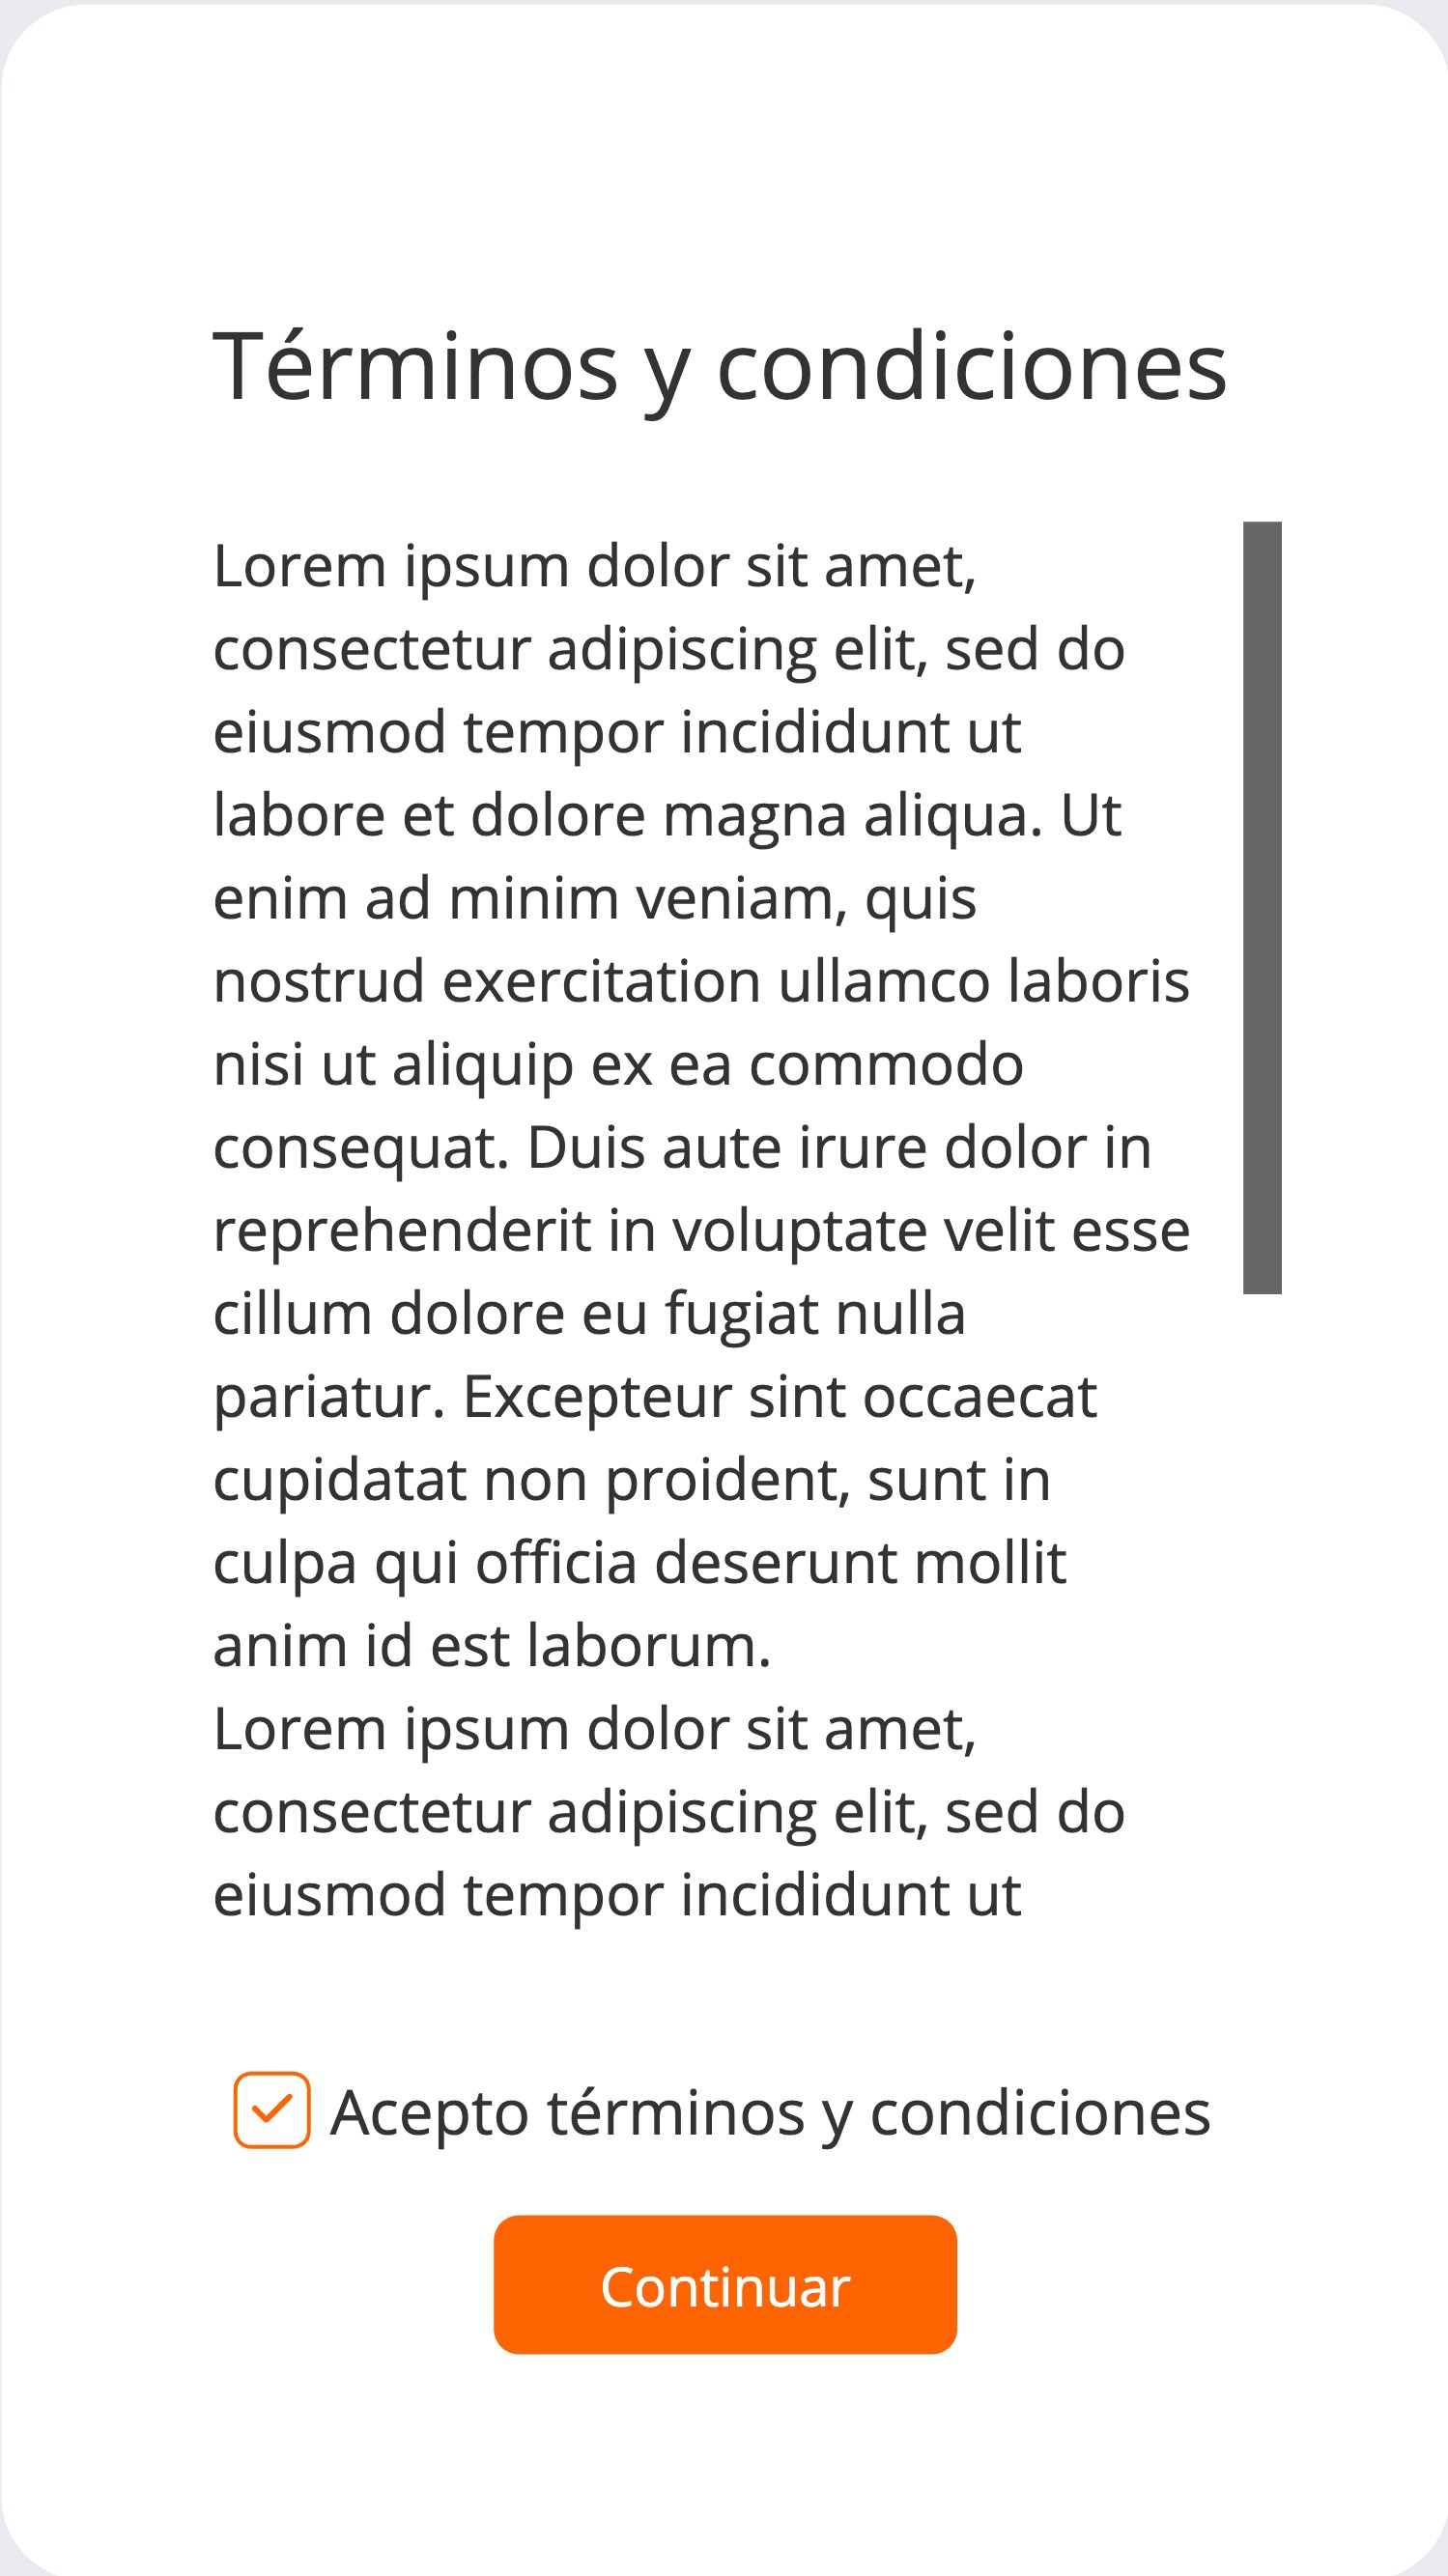 Términos y condiciones
Lorem ipsum dolor sit amet,
consectetur adipiscing elit, sed do
eiusmod tempor incididunt ut
labore et dolore magna aliqua. Ut
enim ad minim veniam, quis
nostrud exercitation ullamco laboris
nisi ut aliquip ex ea commodo
consequat. Duis aute irure dolor in
reprehenderit in voluptate velit esse
cillum dolore eu fugiat nulla
pariatur. Excepteur sint occaecat
cupidatat non proident, sunt in
culpa qui officia deserunt mollit
anim id est laborum.
Lorem ipsum dolor sit amet,
consectetur adipiscing elit, sed do
eiusmod tempor incididunt ut
Acepto términos y condiciones
Continuar